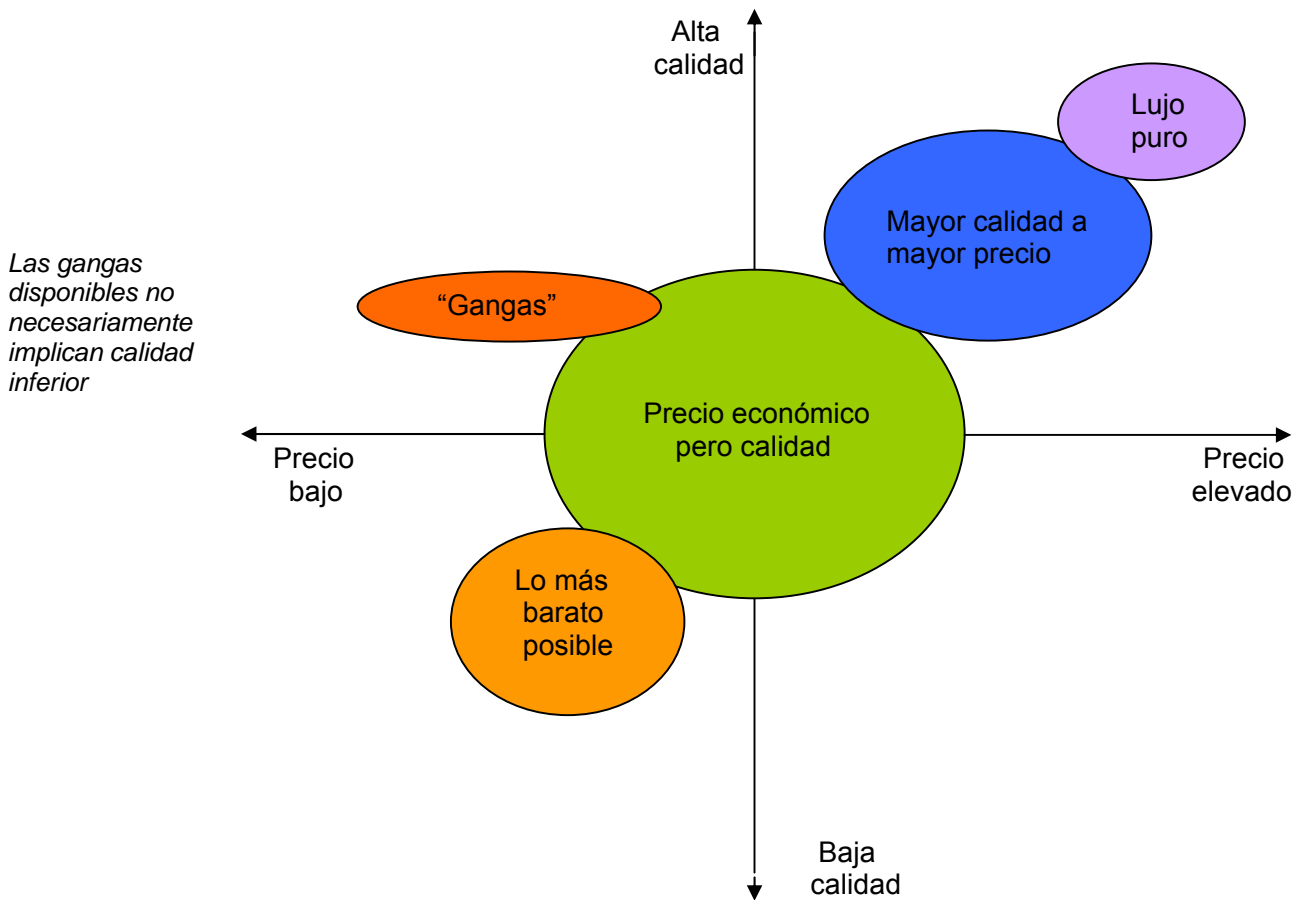 Alta
calidad
Lujo
puro
Mayor calidad a
mayor precio
Las gangas
disponibles no
necesariamente
implican calidad
inferior
“Gangas”
Precio económico
pero calidad
Precio
bajo
Precio
elevado
Lo más
barato
posible
Baja
calidad